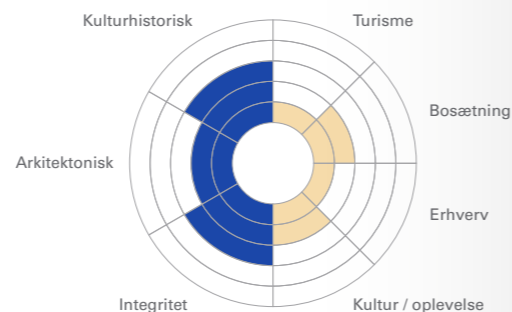 Kulturhistorisk
Turisme
Bosætning
Arkitektonisk
Erhverv
Integritet
Kultur / oplevelse